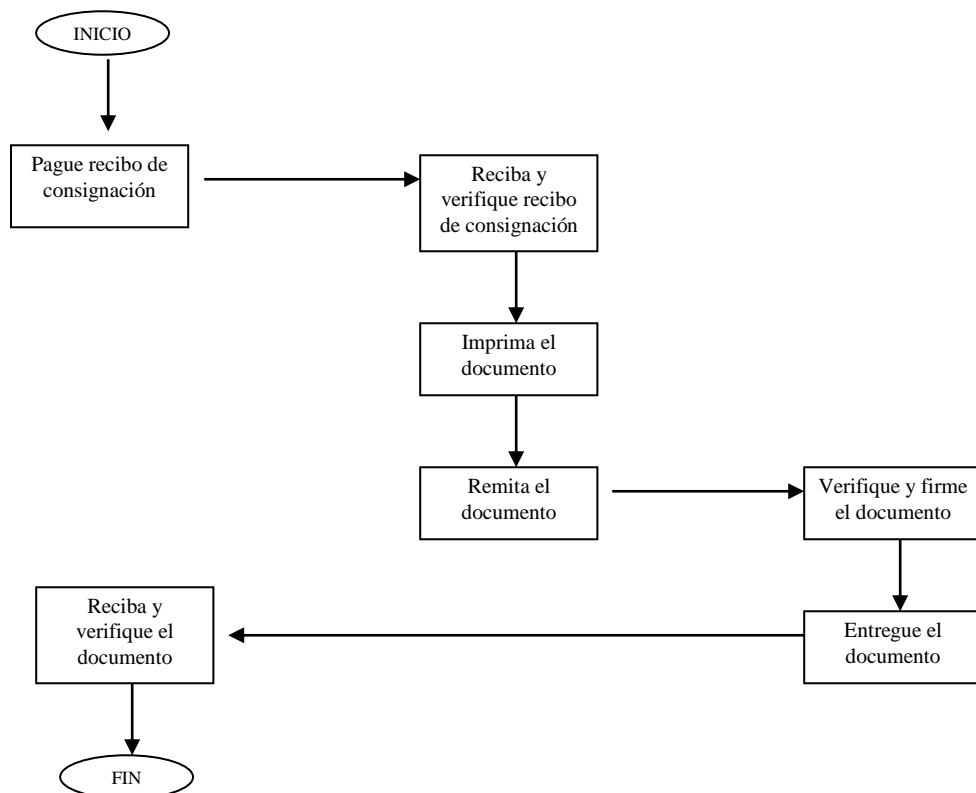 INICIO
Pague recibo de
consignación
Reciba y
verifique recibo
de consignación
Imprima el
documento
Remita el
documento
Verifique y firme
el documento
Entregue el
documento
Reciba y
verifique el
documento
FIN